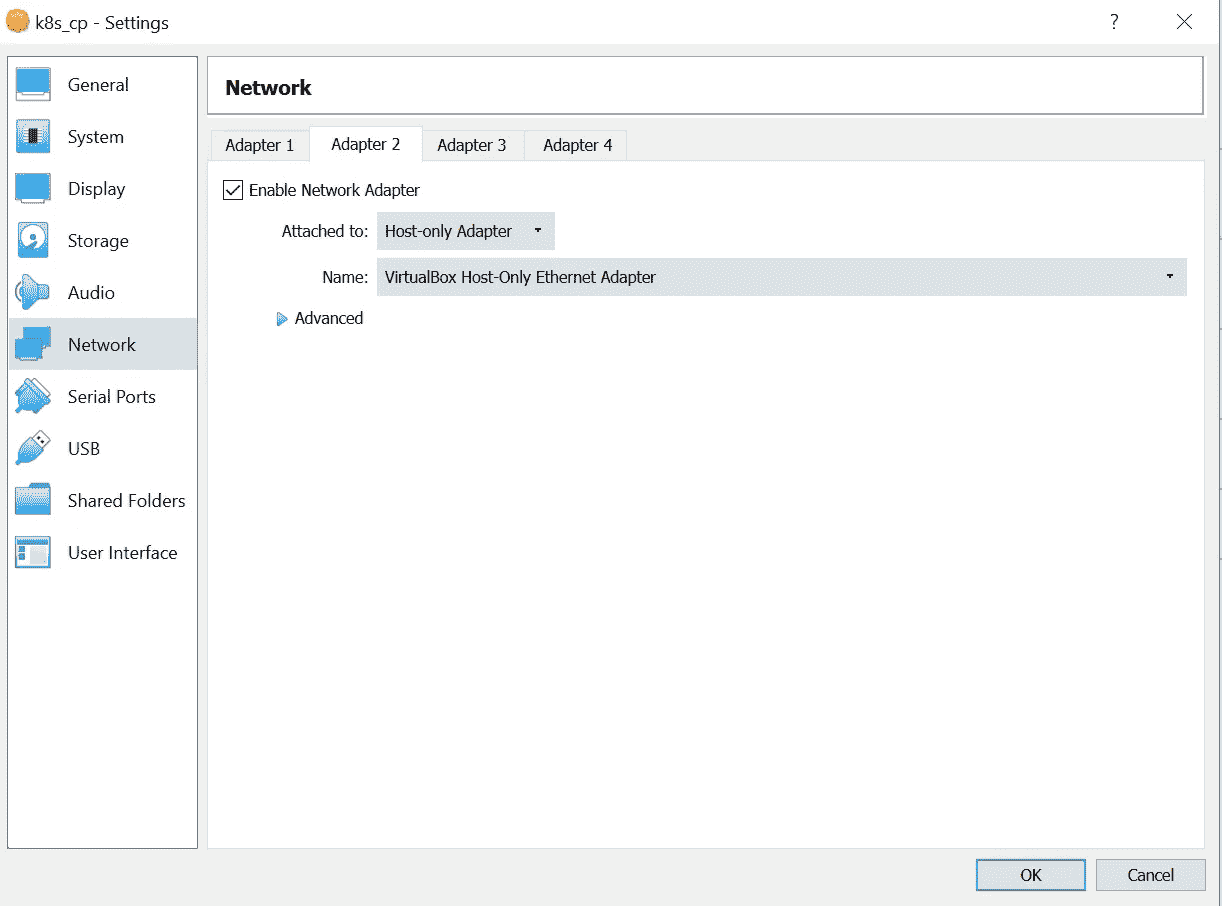 k8s_cp - Settings
?
General
System
Display
Storage
Audio
Network
Serial Ports
USB
Shared Folders
User Interface
Network
Adapter 1 Adapter 2 Adapter 3 Adapter 4
Enable Network Adapter
Attached to: Host-only Adapter
Name: VirtualBox Host-Only Ethernet Adapter
Advanced
OK Cancel